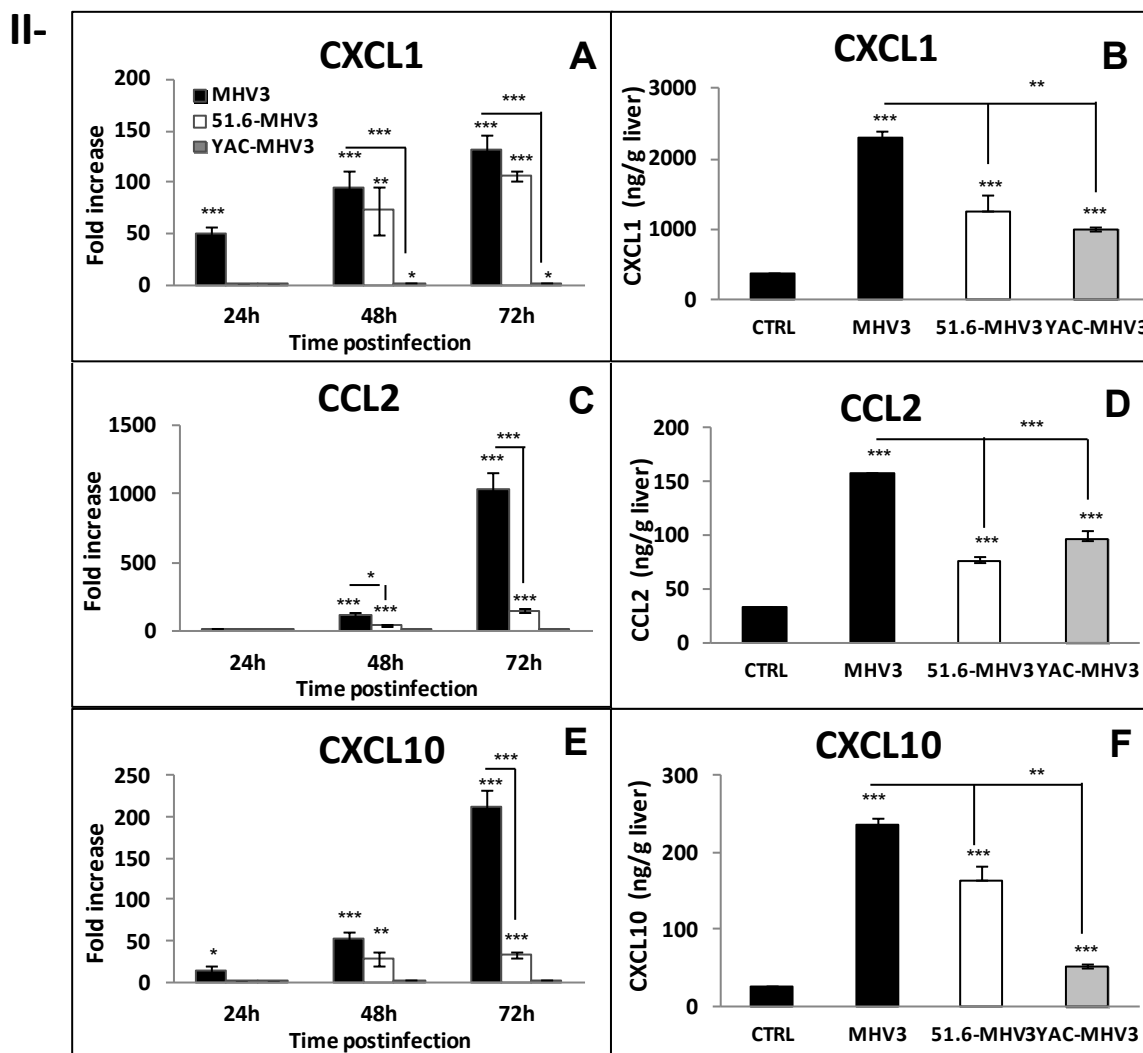 II-
CXCL1 A
200
150
100
50
0
Fold increase
MHV3
51.6-MHV3
YAC-MHV3
***
***
**
***
*
***
***
***
*
24h 48h 72h
Time postinfection
CXCL1 B
3000
2000
1000
0
CXCL1 (ng/g liver)
***
***
***
**
CTRL MHV3 51.6-MHV3 YAC-MHV3
CCL2 C
1500
1000
500
0
Fold increase
***
*
***
***
***
***
24h 48h 72h
Time postinfection
CCL2 D
200
150
100
50
0
CCL2 (ng/g liver)
***
***
***
***
CTRL MHV3 51.6-MHV3 YAC-MHV3
CXCL10 E
250
200
150
100
50
0
Fold increase
*
***
**
***
***
***
24h 48h 72h
Time postinfection
CXCL10 F
300
200
100
0
CXCL10 (ng/g liver)
***
***
***
**
CTRL MHV3 51.6-MHV3 YAC-MHV3